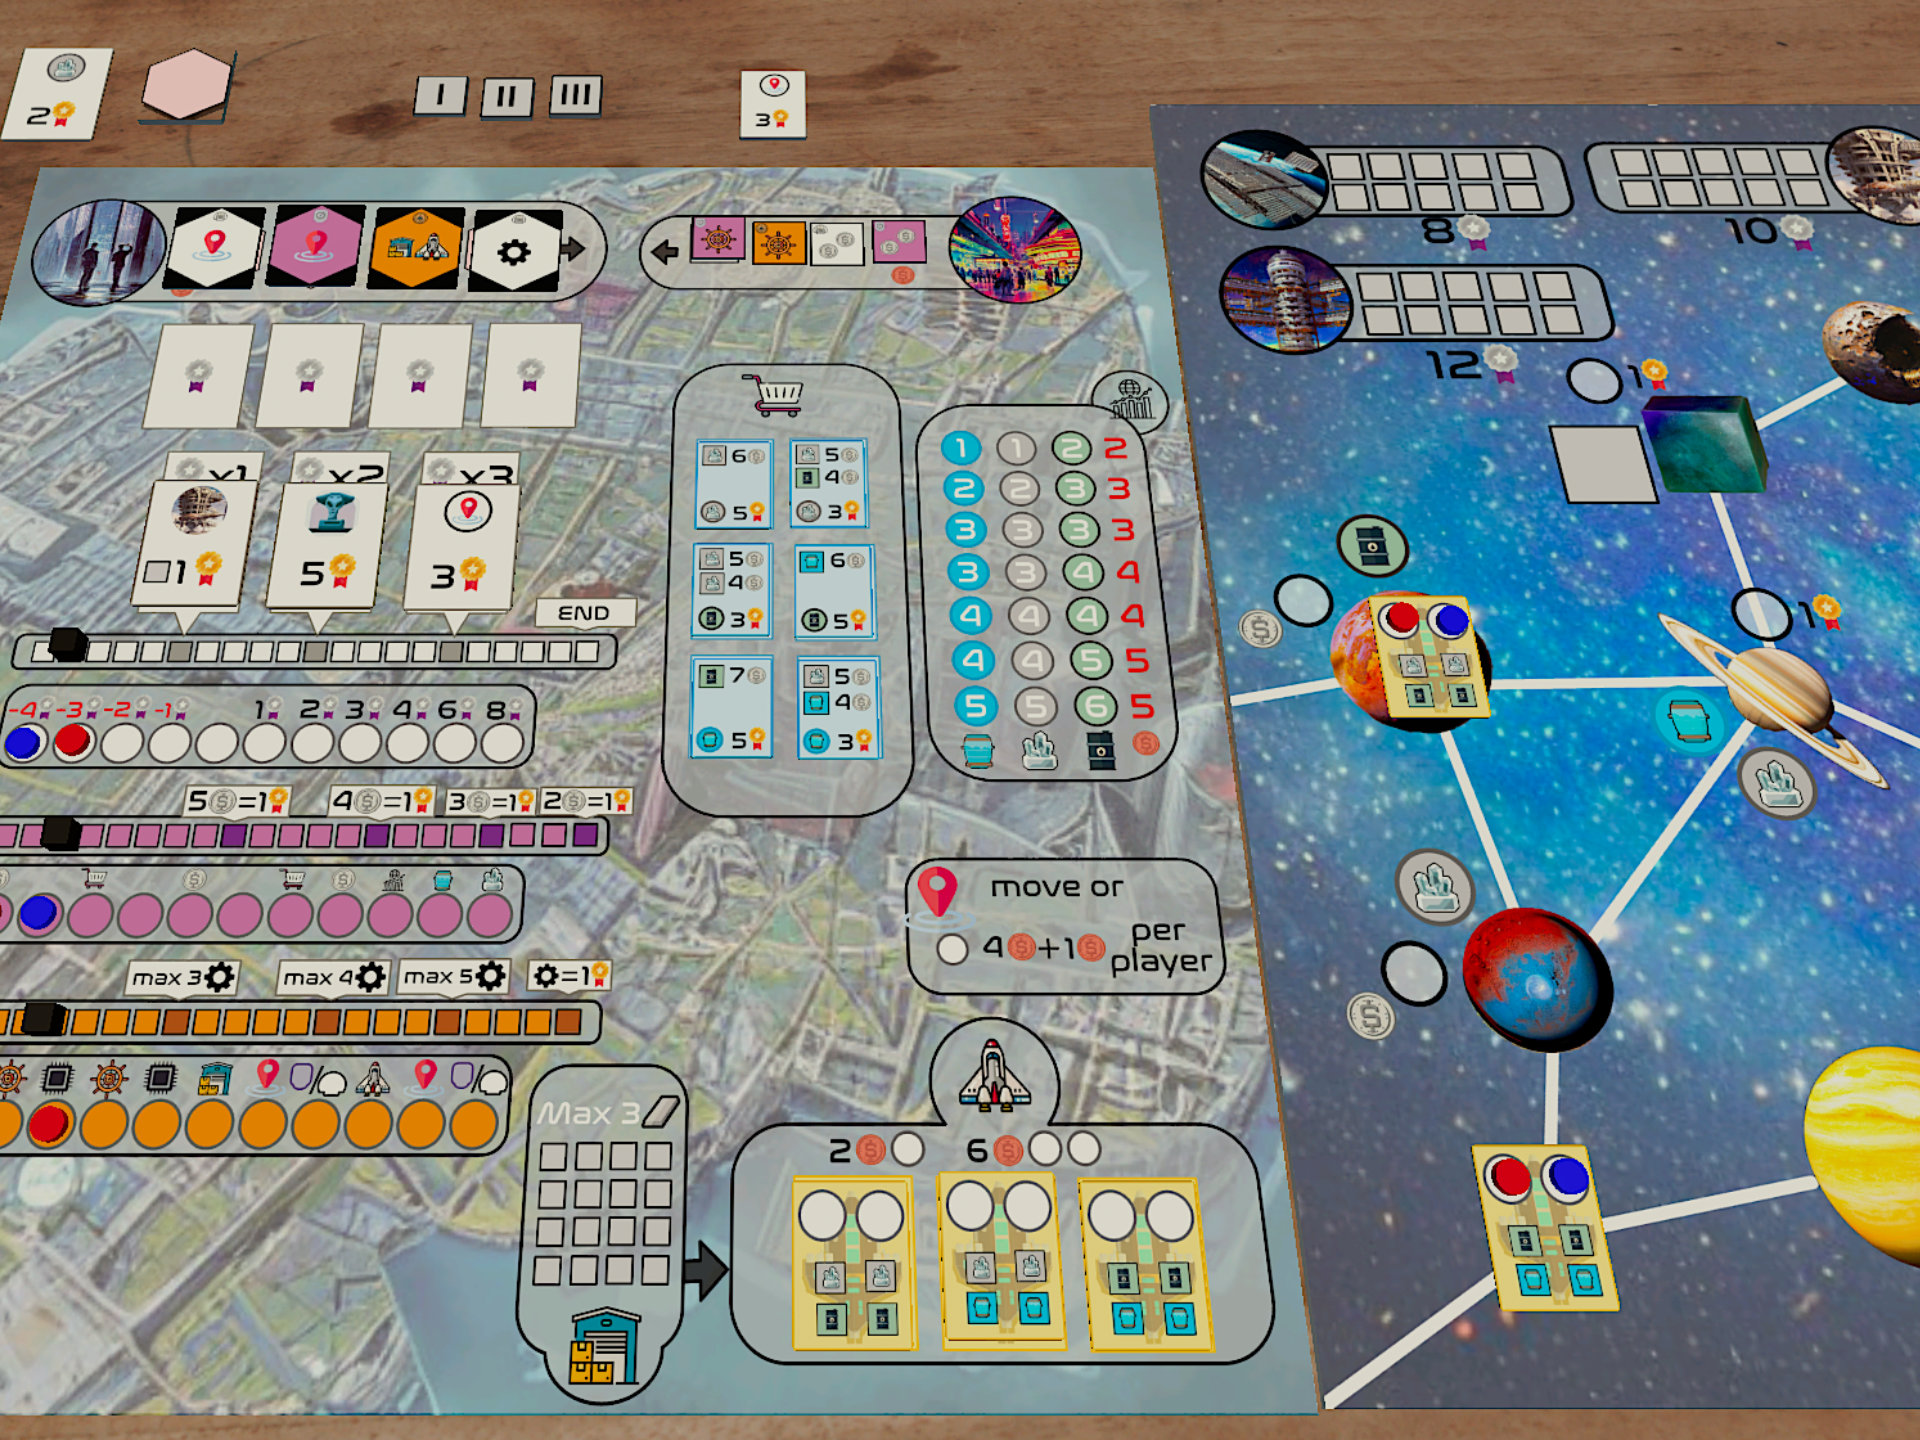 2
I II III
3
8
10
12
1
x1 x2 x3
1 5 3
END
-4 -3 -2 -1 1 2 3 4 6 8
5 =1 4 =1 3 =1 2 =1
max 3 max 4 max 5 =1
6
5
5
4
3
5
4
3
6
5
7
5
5
4
3
1 1 2 2
2 2 3 3
3 3 3 3
3 3 4 4
4 4 4 4
4 4 5 5
5 5 6 5
1
move or
4 +1 per
player
Max 3
2 6